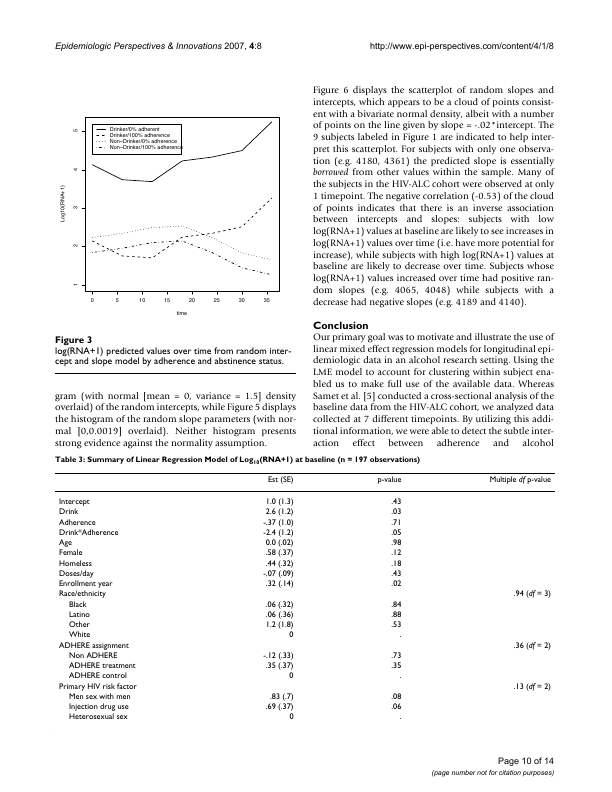 Epidemiologic Perspectives & Innovations 2007, 4:8
http://www.epi-perspectives.com/content/4/1/8
Drinker/0% adherent
Drinker/100% adherence
Non-Drinker/0% adherent
Non-Drinker/100% adherence
Log10(RNA+1)
5
4
3
2
1
0 5 10 15 20 25 30 35
time
Figure 3
log(RNA+1) predicted values over time from random inter-
cept and slope model by adherence and abstinence status.
gram (with normal [mean = 0, variance = 1.5] density
overlaid) of the random intercepts, while Figure 5 displays
the histogram of the random slope parameters (with nor-
mal [0,0.0019] overlaid). Neither histogram presents
strong evidence against the normality assumption.
Figure 6 displays the scatterplot of random slopes and
intercepts, which appears to be a cloud of points consist-
ent with a bivariate normal density, albeit with a number
of points on the line given by slope = -.02*intercept. The
9 subjects labeled in Figure 1 are indicated to help inter-
pret this scatterplot. For subjects with only one observa-
tion (e.g. 4180, 4361) the predicted slope is essentially
borrowed from other values within the sample. Many of
the subjects in the HIV-ALC cohort were observed at only
1 timepoint. The negative correlation (-0.53) of the cloud
of points indicates that there is an inverse association
between intercepts and slopes: subjects with low
log(RNA+1) values at baseline are likely to see increases in
log(RNA+1) values over time (i.e. have more potential for
increase), while subjects with high log(RNA+1) values at
baseline are likely to decrease over time. Subjects whose
log(RNA+1) values increased over time had positive ran-
dom slopes (e.g. 4065, 4048) while subjects with a
decrease had negative slopes (e.g. 4189 and 4140).
Conclusion
Our primary goal was to motivate and illustrate the use of
linear mixed effect regression models for longitudinal epi-
demiologic data in an alcohol research setting. Using the
LME model to account for clustering within subject ena-
bled us to make full use of the available data. Whereas
Samet et al. [5] conducted a cross-sectional analysis of the
baseline data from the HIV-ALC cohort, we analyzed data
collected at 7 different timepoints. By utilizing this addi-
tional information, we were able to detect the subtle inter-
action effect between adherence and alcohol
Table 3: Summary of Linear Regression Model of Log10(RNA+1) at baseline (n = 197 observations)
Est (SE) p-value Multiple df p-value
Intercept 1.0 (1.3) .43
Drink 2.6 (1.2) .03
Adherence -.37 (1.0) .71
Drink*Adherence -2.4 (1.2) .05
Age 0.0 (.02) .98
Female .58 (.37) .12
Homeless .44 (.32) .18
Doses/day -.07 (.09) .43
Enrollment year .32 (.14) .02
Race/ethnicity .94 (df = 3)
Black .06 (.32) .84
Latino .06 (.36) .88
Other 1.2 (1.8) .53
White 0 .
ADHERE assignment .36 (df = 2)
Non ADHERE -.12 (.33) .73
ADHERE treatment .35 (.37) .35
ADHERE control 0 .
Primary HIV risk factor .13 (df = 2)
Men sex with men .83 (.7) .08
Injection drug use .69 (.37) .06
Heterosexual sex 0 .
Page 10 of 14
(page number not for citation purposes)